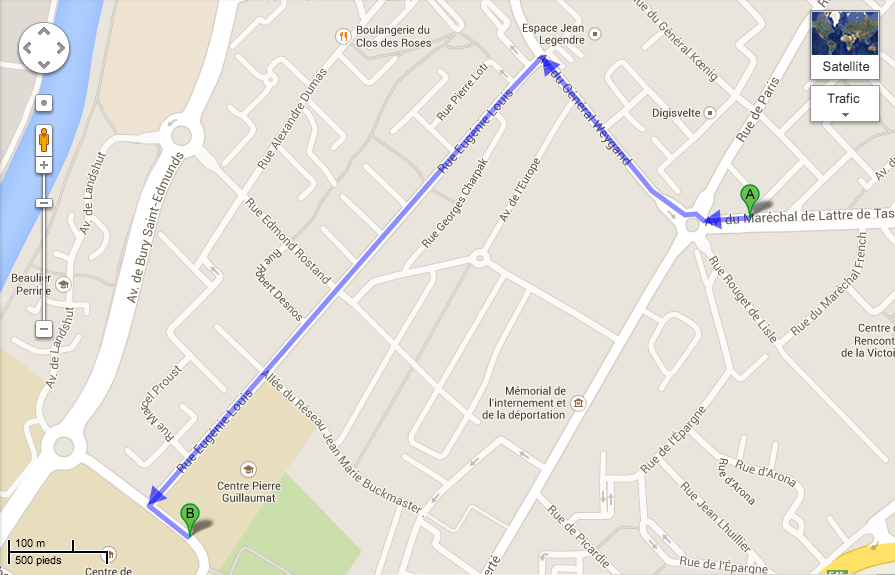 Boulangerie du
Clos des Roses
Espace Jean
Legendre
Rue du Général Kœnig
Satellite
Trafic
Digisvelte
Rue de Paris
Rue Pierre Loti
Rue Alexandre Dumas
Rue Eugénie Louis
du Général Weygand
Av. de Landshut
Av. de Bury Saint-Edmunds
Rue Georges Charpak
Av. de l'Europe
A
Av. du Maréchal de Lattre de Tas
Av. d
Rue Edmond Rostand
Rue
Robert Desnos
Beaulier
Perrine
Av. de Landshut
Rue Rouget de Lisle
Rue du Maréchal French
Centre d
Rencont
de la Victoi
Rue Marcel Proust
Rue Eugénie Louis
Allée du Réseau Jean Marie Buckmaster
Mémorial de
l'internement et
de la déportation
Centre Pierre
Guillaumat
B
Rue de l'Épargne
Rue d'Arona
Rue d'Arona
Rue Jean Lhuillier
Rue de Picardie
Rue de l'Épargne
100 m
500 pieds
Centre de
erte